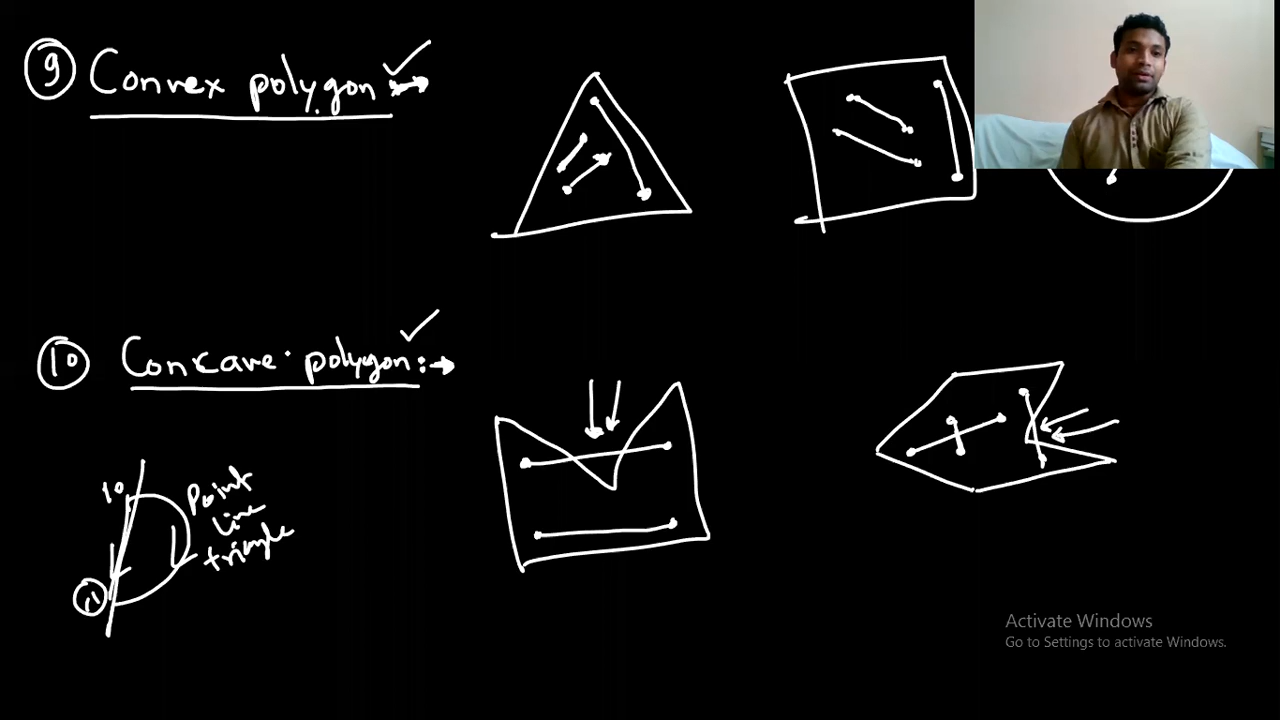 9 Convex polygon
10 Concave polygon:
10
Point
line
triangle
11
Activate Windows
Go to Settings to activate Windows.